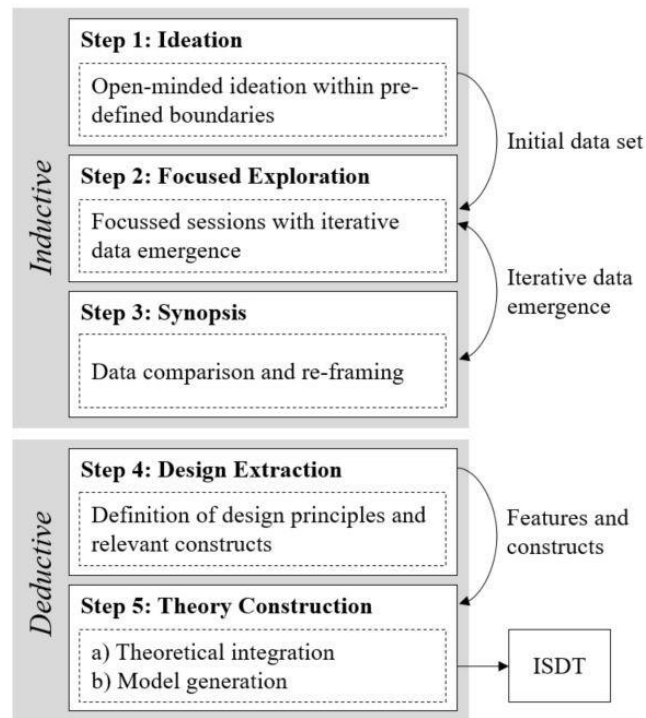 Inductive
Step 1: Ideation
Open-minded ideation within pre-
defined boundaries
Initial data set
Step 2: Focused Exploration
Focussed sessions with iterative
data emergence
Iterative data
emergence
Step 3: Synopsis
Data comparison and re-framing
Deductive
Step 4: Design Extraction
Definition of design principles and
relevant constructs
Features and
constructs
Step 5: Theory Construction
a) Theoretical integration
b) Model generation
ISDT